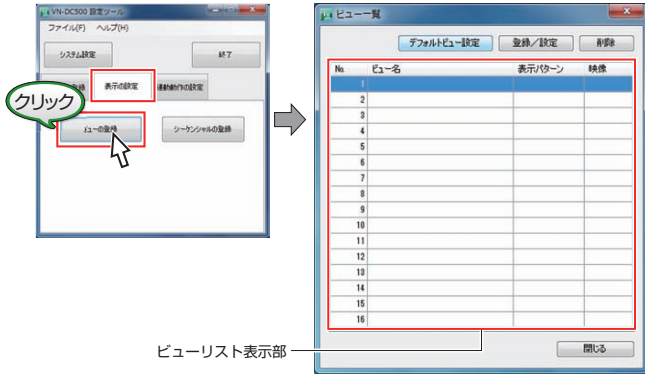 VN-DC500 設定ツール
ファイル(F) ヘルプ(H)
システム設定
終了
登録
表示の設定
連動動作の設定
クリック
ューの登録
シーケンシャルの登録
ビュー一覧
デフォルトビュー設定
登録／設定
削除
No. ビュー名 表示パターン 映像
1
2
3
4
5
6
7
8
9
10
11
12
13
14
15
16
ビューリスト表示部
閉じる